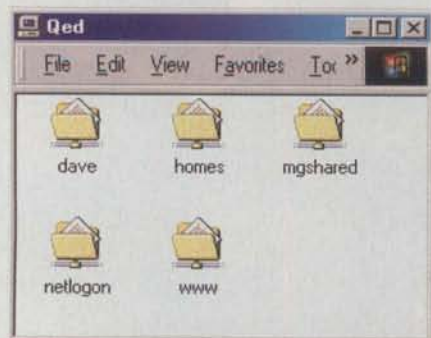 Qed
File Edit View Favorites Too »
dave homes mgshared
netlogon www